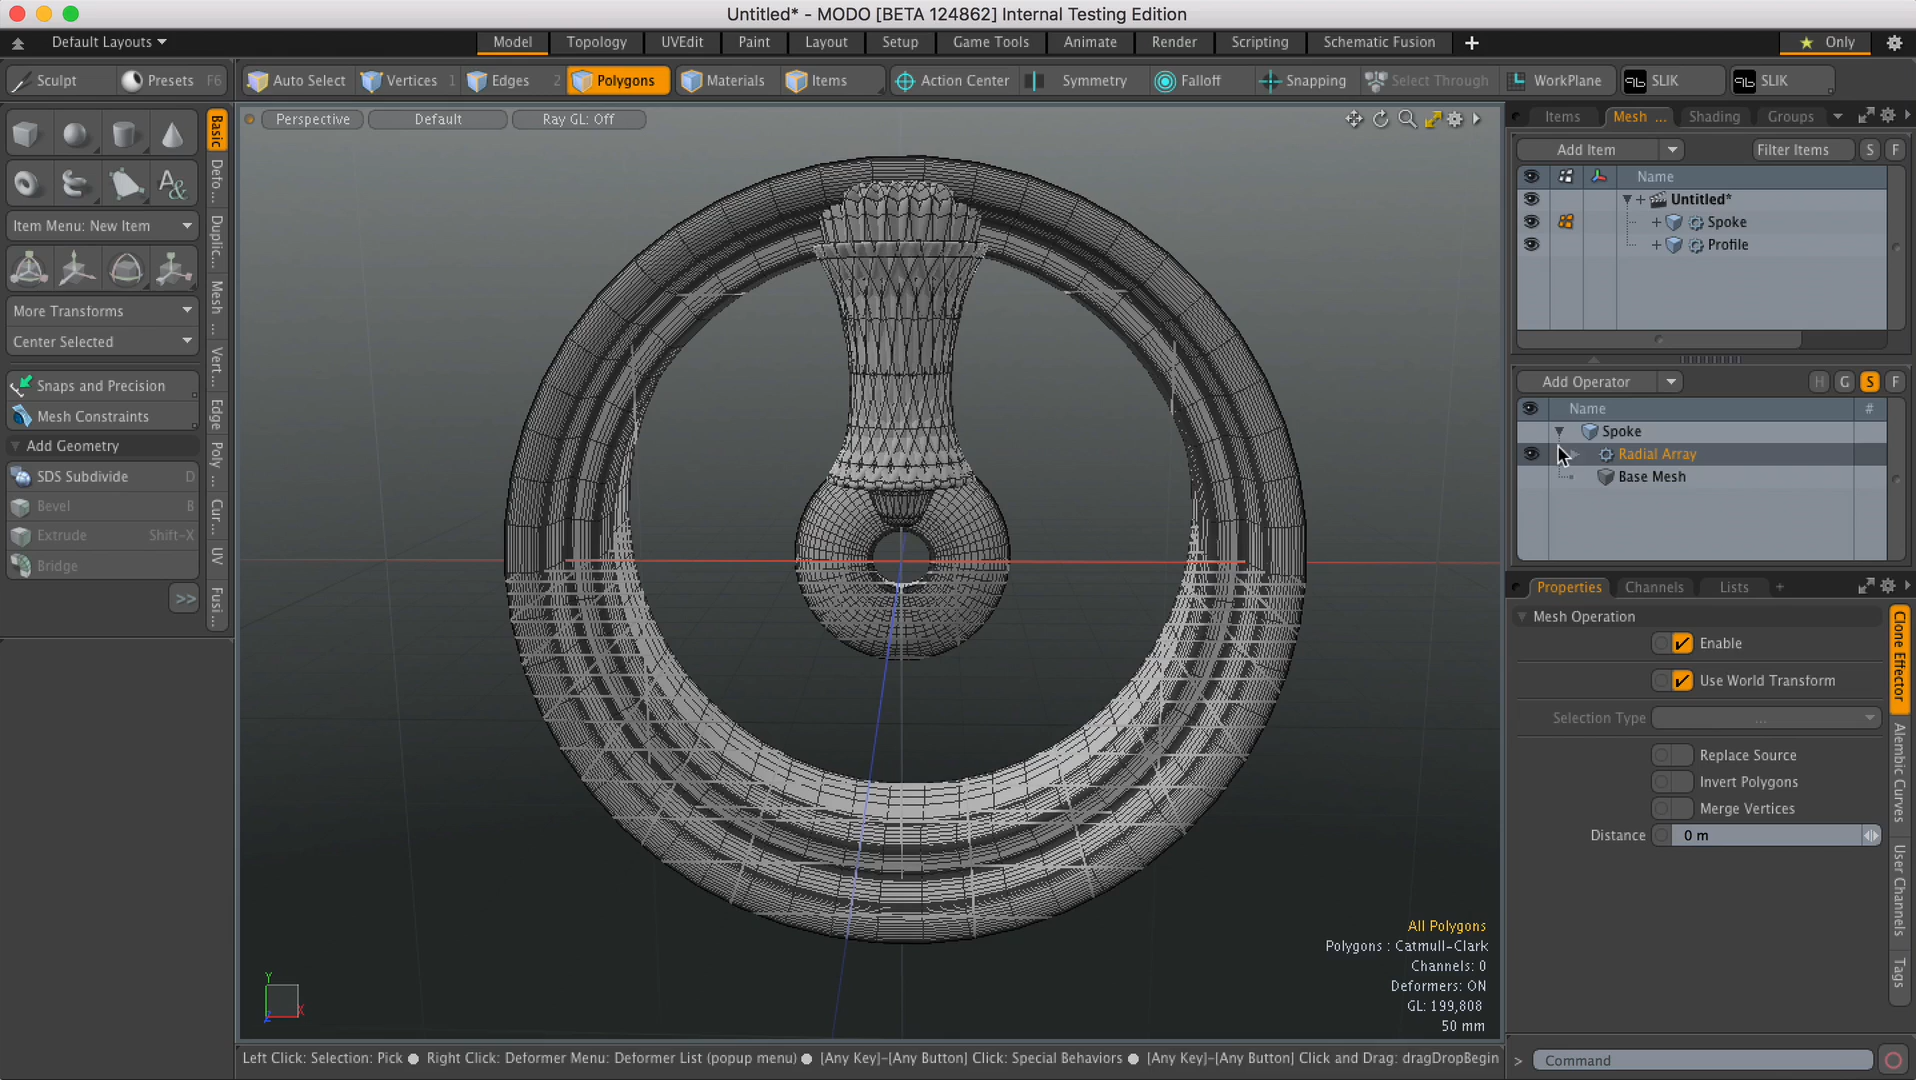 Untitled* - MODO [BETA 124862] Internal Testing Edition
Default Layouts
Model
Topology
UVEdit
Paint
Layout
Setup
Game Tools
Animate
Render
Scripting
Schematic Fusion
+
Only
Sculpt
Presets F6
Auto Select
Vertices 1
Edges 2
Polygons
Materials
Items
Action Center
Symmetry
Falloff
Snapping
Select Through
WorkPlane
SLIK
SLIK
Basic
Defo...
Duplic...
Mesh ...
Vert...
Edge
Poly ...
Cur...
UV
Fusi...
Item Menu: New Item
More Transforms
Center Selected
Snaps and Precision
Mesh Constraints
Add Geometry
SDS Subdivide D
Bevel B
Extrude Shift-X
Bridge
>>
Perspective
Default
Ray GL: Off
All Polygons
Polygons : Catmull-Clark
Channels: 0
Deformers: ON
GL: 199,808
50 mm
Y
X
Z
Items
Mesh ...
Shading
Groups
Add Item
Filter Items
S
F
Name
Untitled*
Spoke
Profile
Add Operator
H
G
S
F
Name
#
Spoke
Radial Array
Base Mesh
Properties
Channels
Lists
+
Mesh Operation
Enable
Use World Transform
Selection Type ...
Replace Source
Invert Polygons
Merge Vertices
Distance 0 m
Clone Effector
Alembic Curves
User Channels
Tags
Left Click: Selection: Pick ● Right Click: Deformer Menu: Deformer List (popup menu) ● [Any Key]-[Any Button] Click: Special Behaviors ● [Any Key]-[Any Button] Click and Drag: dragDropBegin
> Command